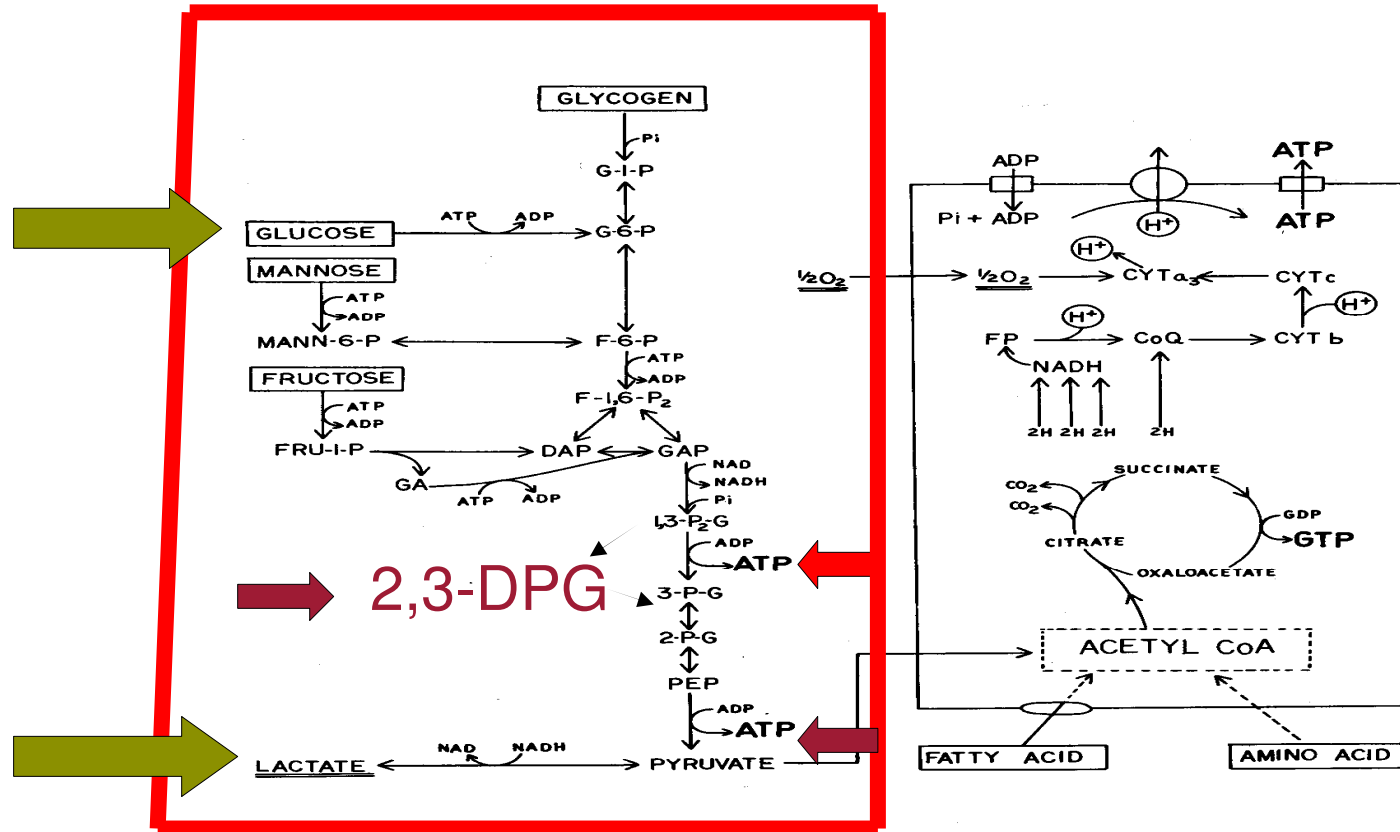 GLYCOGEN
Pi
G-1-P
GLUCOSE
ATP
ADP
G-6-P
MANNOSE
ATP
ADP
MANN-6-P
F-6-P
ATP
ADP
FRUCTOSE
F-1,6-P₂
ATP
ADP
FRU-1-P
DAP
GAP
GA
ATP
ADP
NAD
NADH
Pi
1,3-P₂-G
ADP
ATP
2,3-DPG
3-P-G
2-P-G
PEP
ADP
ATP
LACTATE
NAD
NADH
PYRUVATE
ADP
Pi + ADP
H⁺
ATP
ATP
½O₂
½O₂
H⁺
CYTa₃
CYTc
H⁺
FP
H⁺
CoQ
CYT b
NADH
2H 2H 2H
2H
SUCCINATE
CO₂
CO₂
GDP
GTP
CITRATE
OXALOACETATE
ACETYL CoA
FATTY ACID
AMINO ACID